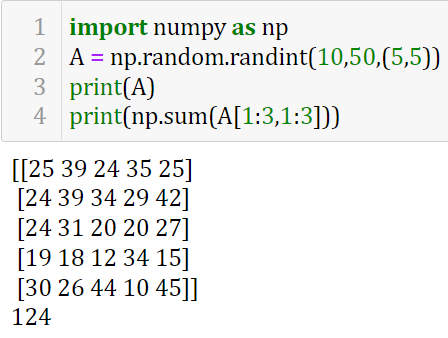 1 import numpy as np
2 A = np.random.randint(10,50,(5,5))
3 print(A)
4 print(np.sum(A[1:3,1:3]))
[[25 39 24 35 25]
[24 39 34 29 42]
[24 31 20 20 27]
[19 18 12 34 15]
[30 26 44 10 45]]
124